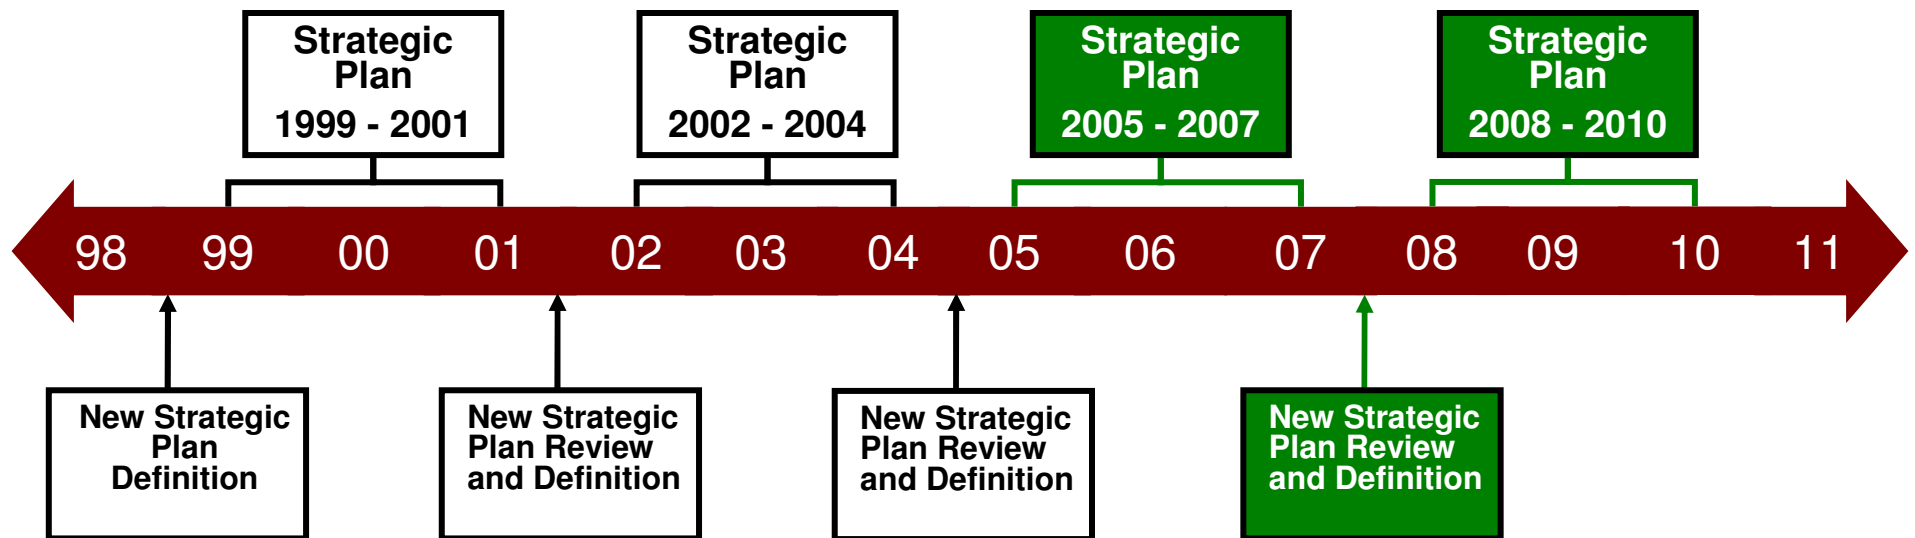 Strategic
Plan
1999 - 2001
Strategic
Plan
2002 - 2004
Strategic
Plan
2005 - 2007
Strategic
Plan
2008 - 2010
98 99 00 01 02 03 04 05 06 07 08 09 10 11
New Strategic
Plan
Definition
New Strategic
Plan Review
and Definition
New Strategic
Plan Review
and Definition
New Strategic
Plan Review
and Definition